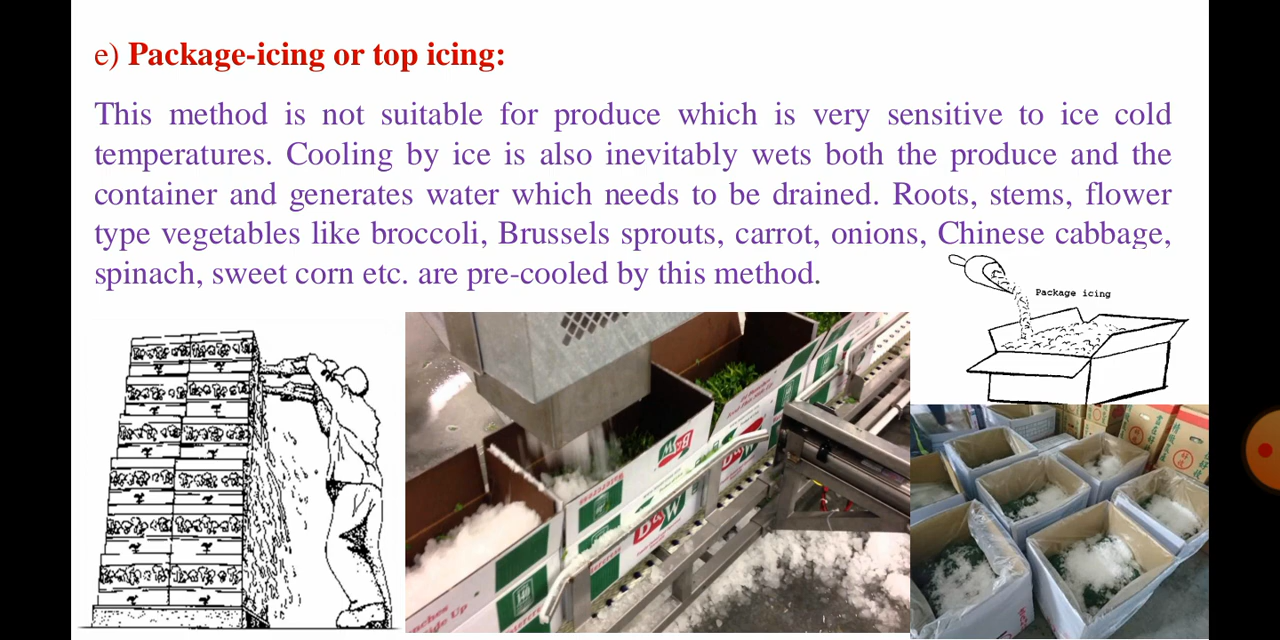 e) Package-icing or top icing:
This method is not suitable for produce which is very sensitive to ice cold
temperatures. Cooling by ice is also inevitably wets both the produce and the
container and generates water which needs to be drained. Roots, stems, flower
type vegetables like broccoli, Brussels sprouts, carrot, onions, Chinese cabbage,
spinach, sweet corn etc. are pre-cooled by this method.
Package icing
B&W
B&W